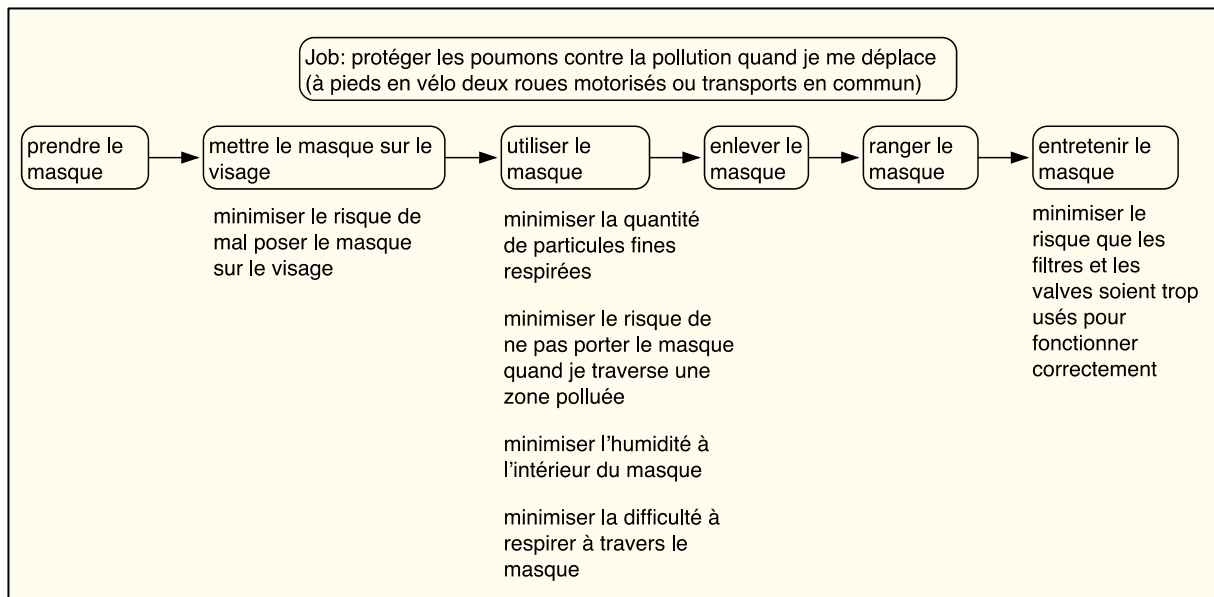 Job: protéger les poumons contre la pollution quand je me déplace
(à pieds en vélo deux roues motorisés ou transports en commun)
prendre le
masque
mettre le masque sur le
visage
utiliser le
masque
enlever le
masque
ranger le
masque
entretenir le
masque
minimiser le risque de
mal poser le masque
sur le visage
minimiser la quantité
de particules fines
respirées
minimiser le risque de
ne pas porter le masque
quand je traverse une
zone polluée
minimiser l'humidité à
l'intérieur du masque
minimiser la difficulté à
respirer à travers le
masque
minimiser le
risque que les
filtres et les
valves soient trop
usés pour
fonctionner
correctement